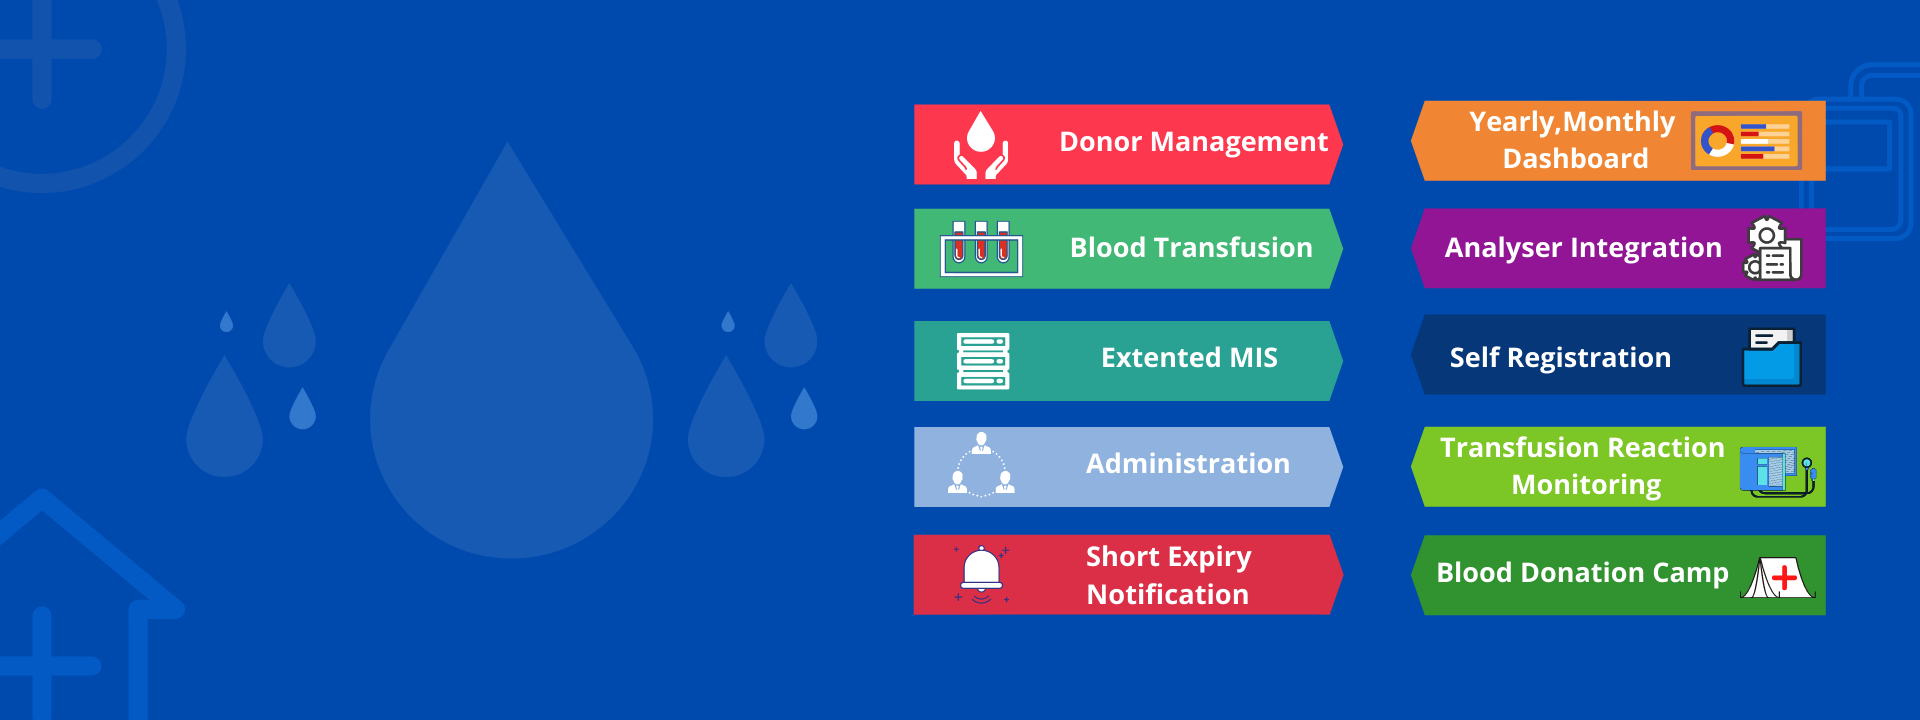 Donor Management
Blood Transfusion
Extented MIS
Administration
Short Expiry
Notification
Yearly,Monthly
Dashboard
Analyser Integration
Self Registration
Transfusion Reaction
Monitoring
Blood Donation Camp